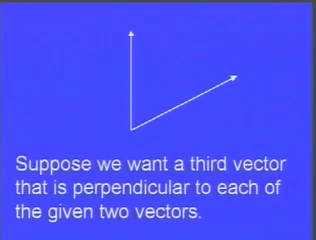 Suppose we want a third vector
that is perpendicular to each of
the given two vectors.